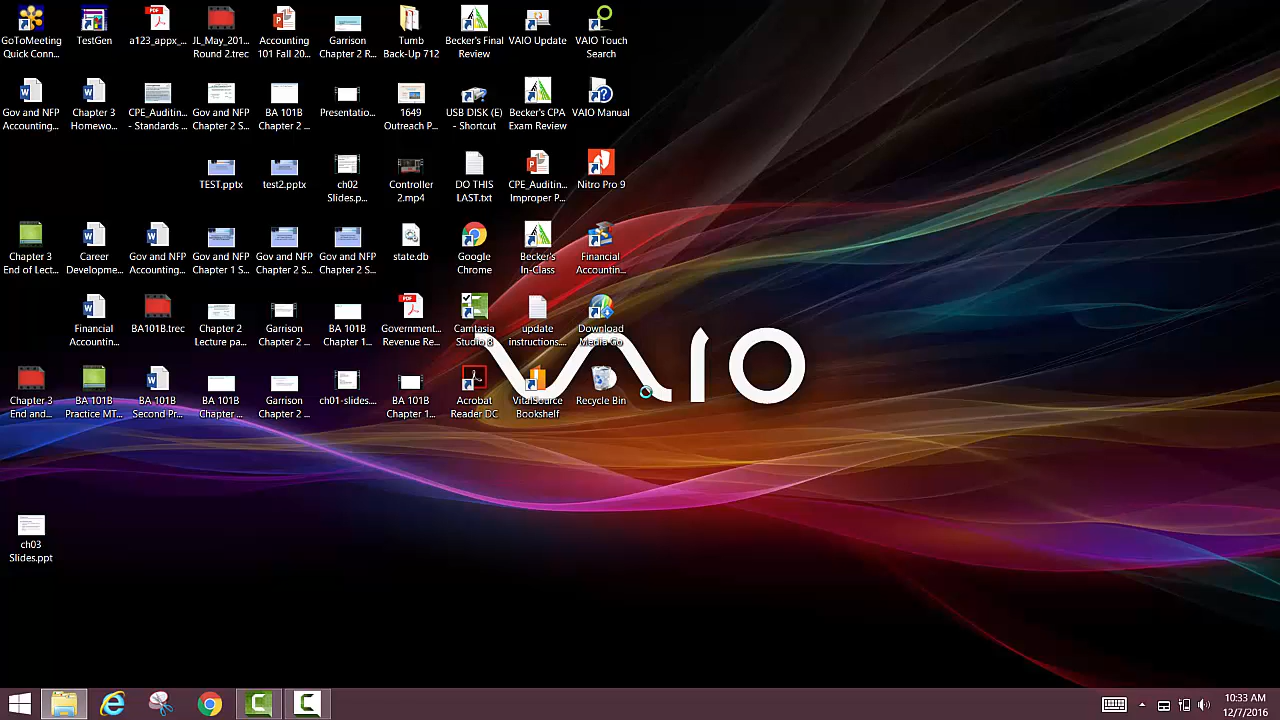 GoToMeeting
Quick Conn...
TestGen
a123_appx_...
JL_May_201...
Round 2.trec
Accounting
101 Fall 20...
Garrison
Chapter 2 R...
Tumb
Back-Up 712
Becker's Final
Review
VAIO Update
VAIO Touch
Search
Gov and NFP
Accounting...
Chapter 3
Homewo...
CPE_Auditin...
- Standards ...
Gov and NFP
Chapter 2 S...
BA 101B
Chapter 2 ...
Presentatio...
1649
Outreach P...
USB DISK (E)
- Shortcut
Becker's CPA
Exam Review
VAIO Manual
TEST.pptx
test2.pptx
ch02
Slides.p...
Controller
2.mp4
DO THIS
LAST.txt
CPE_Auditin...
Improper P...
Nitro Pro 9
Chapter 3
End of Lect...
Career
Developme...
Gov and NFP
Accounting...
Gov and NFP
Chapter 1 S...
Gov and NFP
Chapter 2 S...
Gov and NFP
Chapter 2 S...
state.db
Google
Chrome
Becker's
In-Class
Financial
Accountin...
Financial
Accountin...
BA101B.trec
Chapter 2
Lecture pa...
Garrison
Chapter 2 ...
BA 101B
Chapter 1...
Government...
Revenue Re...
Camtasia
Studio 8
update
instructions...
Download
Media Go
VAIO
Chapter 3
End and...
BA 101B
Practice MT...
BA 101B
Second Pr...
BA 101B
Chapter ...
Garrison
Chapter 2 ...
ch01-slides....
BA 101B
Chapter 1...
Acrobat
Reader DC
VitalSource
Bookshelf
Recycle Bin
ch03
Slides.ppt
10:33 AM
12/7/2016